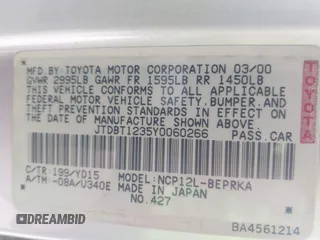 MFD. BY TOYOTA MOTOR CORPORATION 03/00
GVWR 2995LB GAWR FR 1595LB RR 1450LB
THIS VEHICLE CONFORMS TO ALL APPLICABLE
FEDERAL MOTOR VEHICLE SAFETY, BUMPER, AND
THEFT PREVENTION STANDARDS IN EFFECT ON
THE DATE OF MANUFACTURE SHOWN ABOVE.
JTDBT1235Y0060266 PASS.CAR
C/TR:199/YD15 MODEL:NCP12L-BEPRKA
A/TM:-08A/U340E MADE IN JAPAN
NO.427
BA4561214
TOYOTA
AUTOBIDMASTER